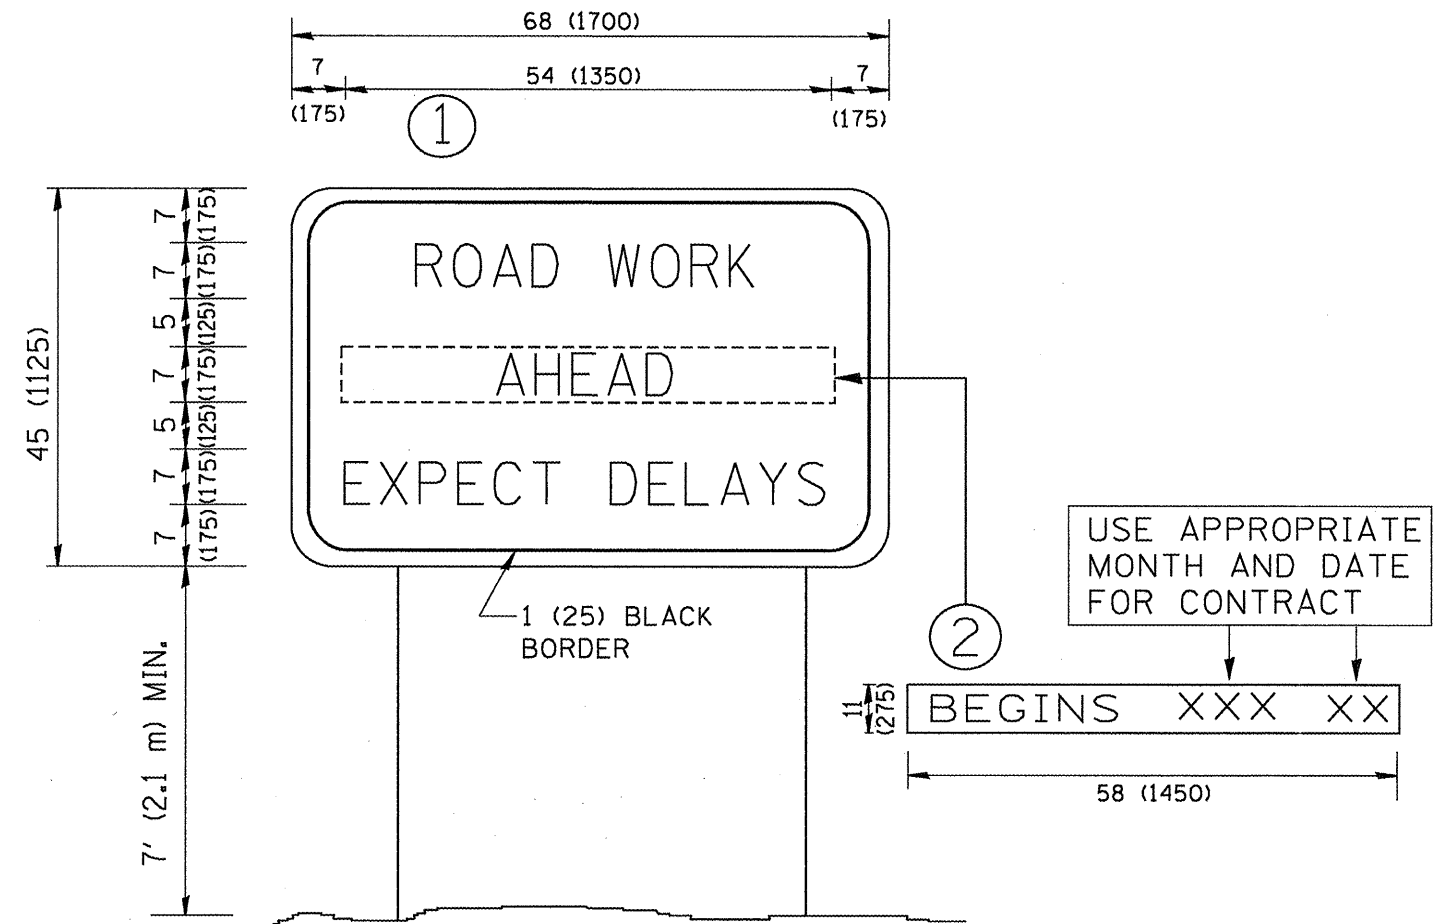 68 (1700)
7
54 (1350)
7
(175)
(175)
1
7
(175)
7
(175)
5
(125)
7
(175)
5
(125)
7
(175)
7
(175)
45 (1125)
ROAD WORK
AHEAD
EXPECT DELAYS
1 (25) BLACK
BORDER
7' (2.1 m) MIN.
USE APPROPRIATE
MONTH AND DATE
FOR CONTRACT
2
11
(275)
BEGINS XXX XX
58 (1450)